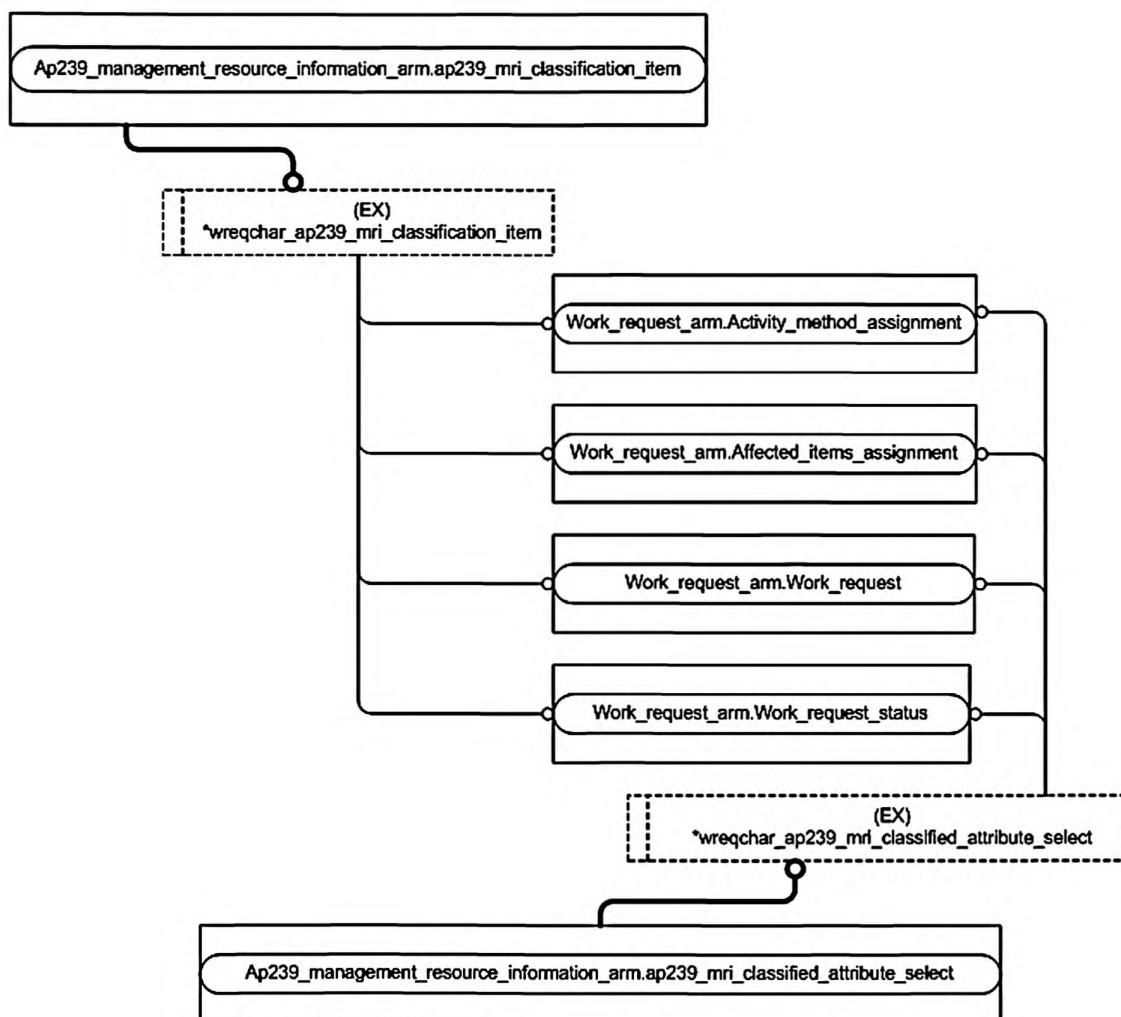 Ap239_management_resource_information_arm.ap239_mri_classification_item
(EX)
*wreqchar_ap239_mri_classification_item
Work_request_arm.Activity_method_assignment
Work_request_arm.Affected_items_assignment
Work_request_arm.Work_request
Work_request_arm.Work_request_status
(EX)
*wreqchar_ap239_mri_classified_attribute_select
Ap239_management_resource_information_arm.ap239_mri_classified_attribute_select